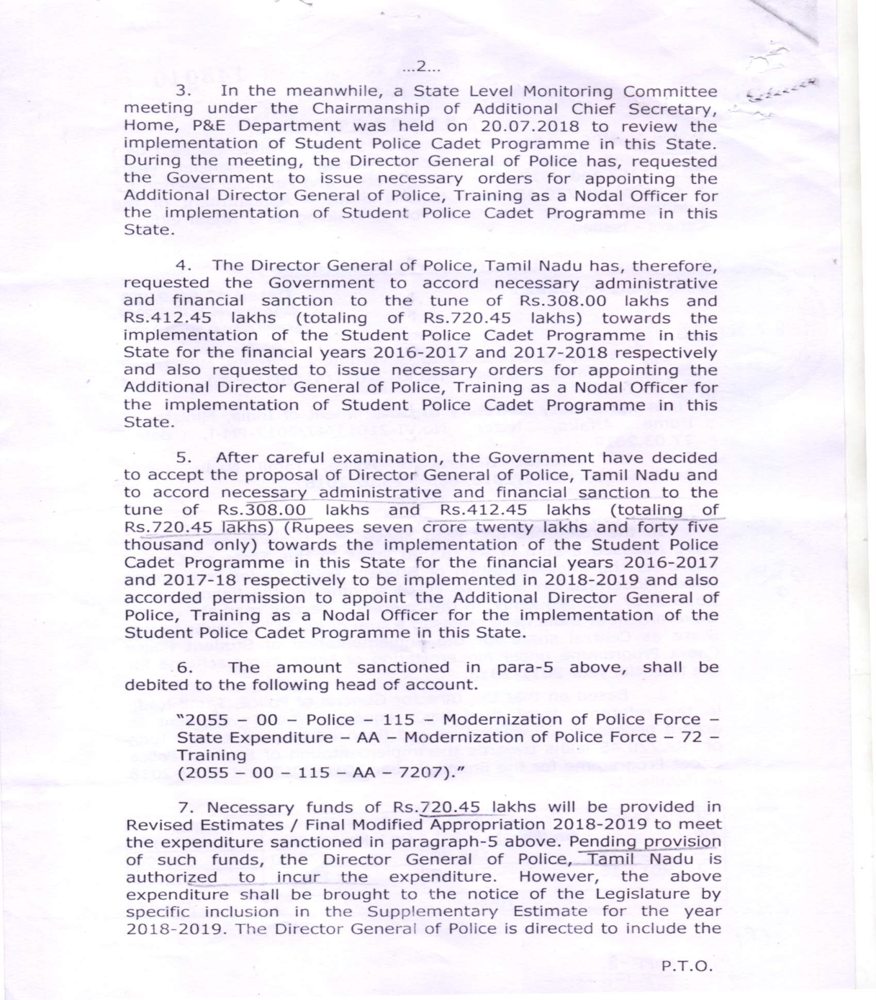 ...2...
3. In the meanwhile, a State Level Monitoring Committee
meeting under the Chairmanship of Additional Chief Secretary,
Home, P&E Department was held on 20.07.2018 to review the
implementation of Student Police Cadet Programme in this State.
During the meeting, the Director General of Police has, requested
the Government to issue necessary orders for appointing the
Additional Director General of Police, Training as a Nodal Officer for
the implementation of Student Police Cadet Programme in this
State.
4. The Director General of Police, Tamil Nadu has, therefore,
requested the Government to accord necessary administrative
and financial sanction to the tune of Rs.308.00 lakhs and
Rs.412.45 lakhs (totaling of Rs.720.45 lakhs) towards the
implementation of the Student Police Cadet Programme in this
State for the financial years 2016-2017 and 2017-2018 respectively
and also requested to issue necessary orders for appointing the
Additional Director General of Police, Training as a Nodal Officer for
the implementation of Student Police Cadet Programme in this
State.
5. After careful examination, the Government have decided
to accept the proposal of Director General of Police, Tamil Nadu and
to accord necessary administrative and financial sanction to the
tune of Rs.308.00 lakhs and Rs.412.45 lakhs (totaling of
Rs.720.45 lakhs) (Rupees seven crore twenty lakhs and forty five
thousand only) towards the implementation of the Student Police
Cadet Programme in this State for the financial years 2016-2017
and 2017-18 respectively to be implemented in 2018-2019 and also
accorded permission to appoint the Additional Director General of
Police, Training as a Nodal Officer for the implementation of the
Student Police Cadet Programme in this State.
6. The amount sanctioned in para-5 above, shall be
debited to the following head of account.
"2055 – 00 – Police – 115 – Modernization of Police Force –
State Expenditure – AA – Modernization of Police Force – 72 –
Training
(2055 – 00 – 115 – AA – 7207)."
7. Necessary funds of Rs.720.45 lakhs will be provided in
Revised Estimates / Final Modified Appropriation 2018-2019 to meet
the expenditure sanctioned in paragraph-5 above. Pending provision
of such funds, the Director General of Police, Tamil Nadu is
authorized to incur the expenditure. However, the above
expenditure shall be brought to the notice of the Legislature by
specific inclusion in the Supplementary Estimate for the year
2018-2019. The Director General of Police is directed to include the
P.T.O.